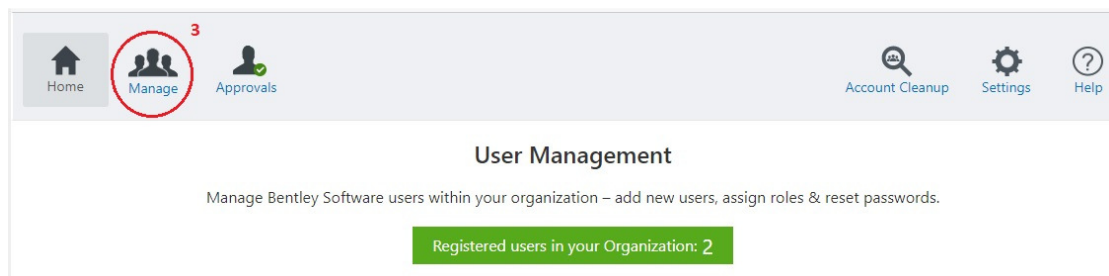 3
Home
Manage
Approvals
Account Cleanup
Settings
?
Help
User Management
Manage Bentley Software users within your organization – add new users, assign roles & reset passwords.
Registered users in your Organization: 2